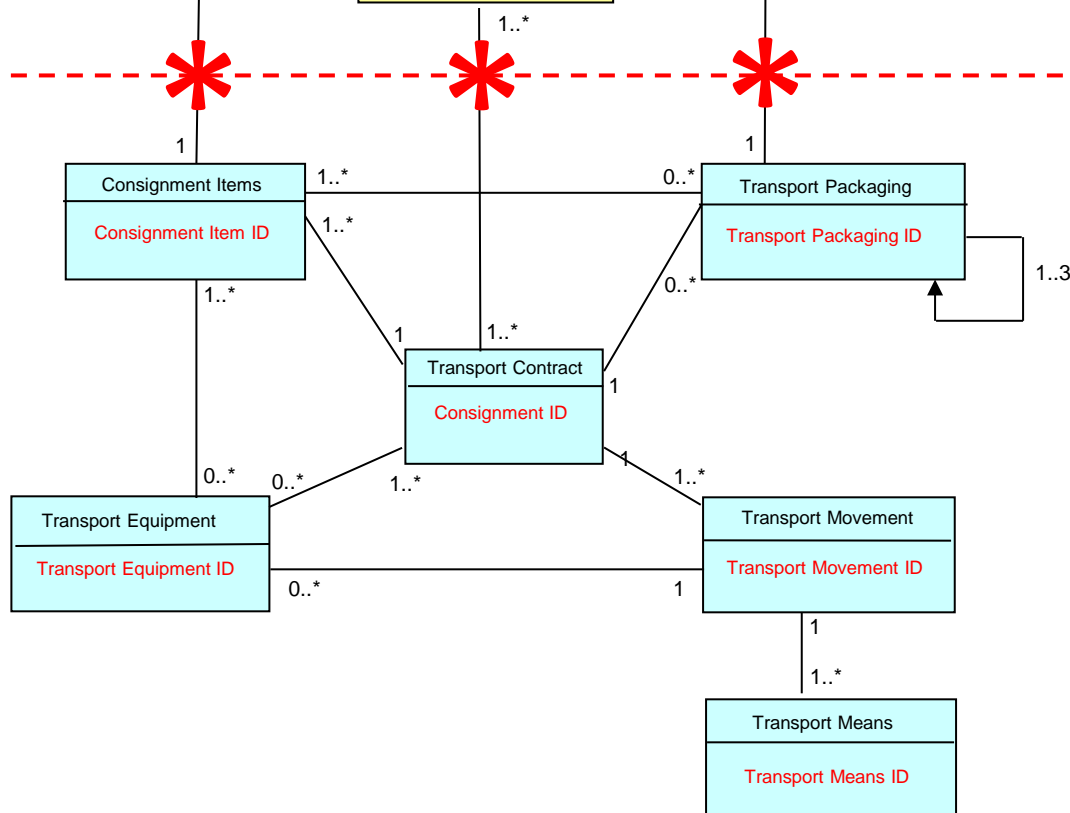 1..*
1
1
Consignment Items
1..*
0..*
Transport Packaging
Consignment Item ID
1..*
Transport Packaging ID
1..3
1..*
0..*
1
1..*
Transport Contract
1
Consignment ID
1
0..*
0..*
1..*
1..*
Transport Equipment
Transport Movement
Transport Equipment ID
Transport Movement ID
0..*
1
1
1..*
Transport Means
Transport Means ID